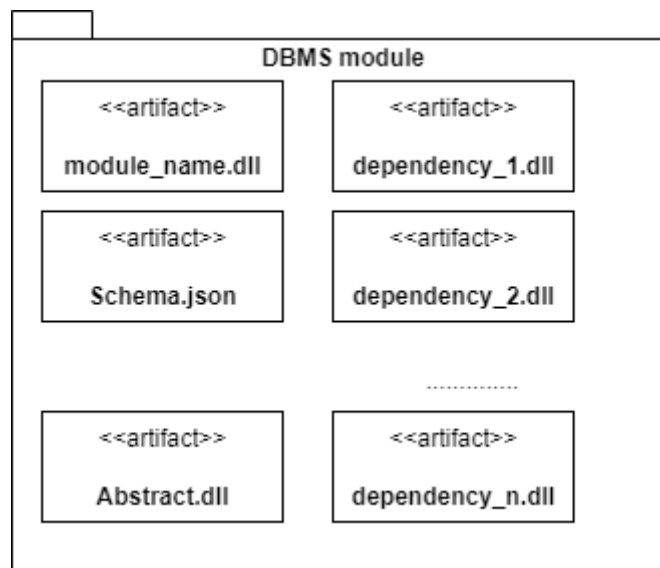 DBMS module
<<artifact>>
module_name.dll
<<artifact>>
dependency_1.dll
<<artifact>>
Schema.json
<<artifact>>
dependency_2.dll
..............
<<artifact>>
Abstract.dll
<<artifact>>
dependency_n.dll